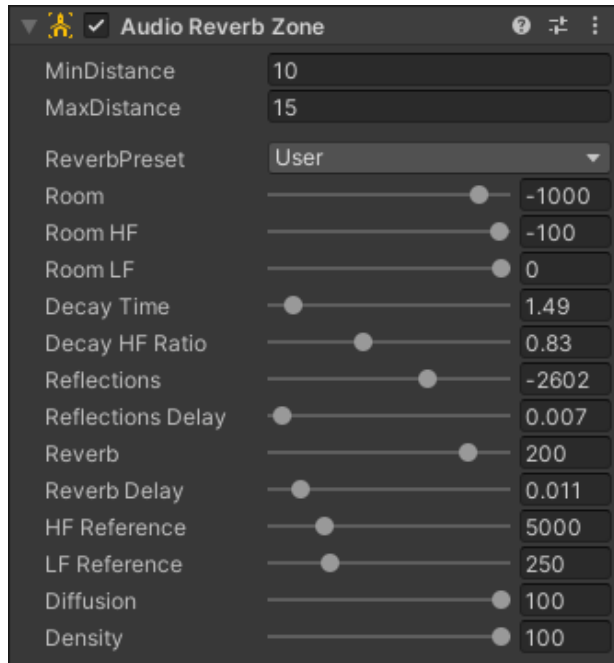 Audio Reverb Zone
MinDistance 10
MaxDistance 15
ReverbPreset User
Room -1000
Room HF -100
Room LF 0
Decay Time 1.49
Decay HF Ratio 0.83
Reflections -2602
Reflections Delay 0.007
Reverb 200
Reverb Delay 0.011
HF Reference 5000
LF Reference 250
Diffusion 100
Density 100